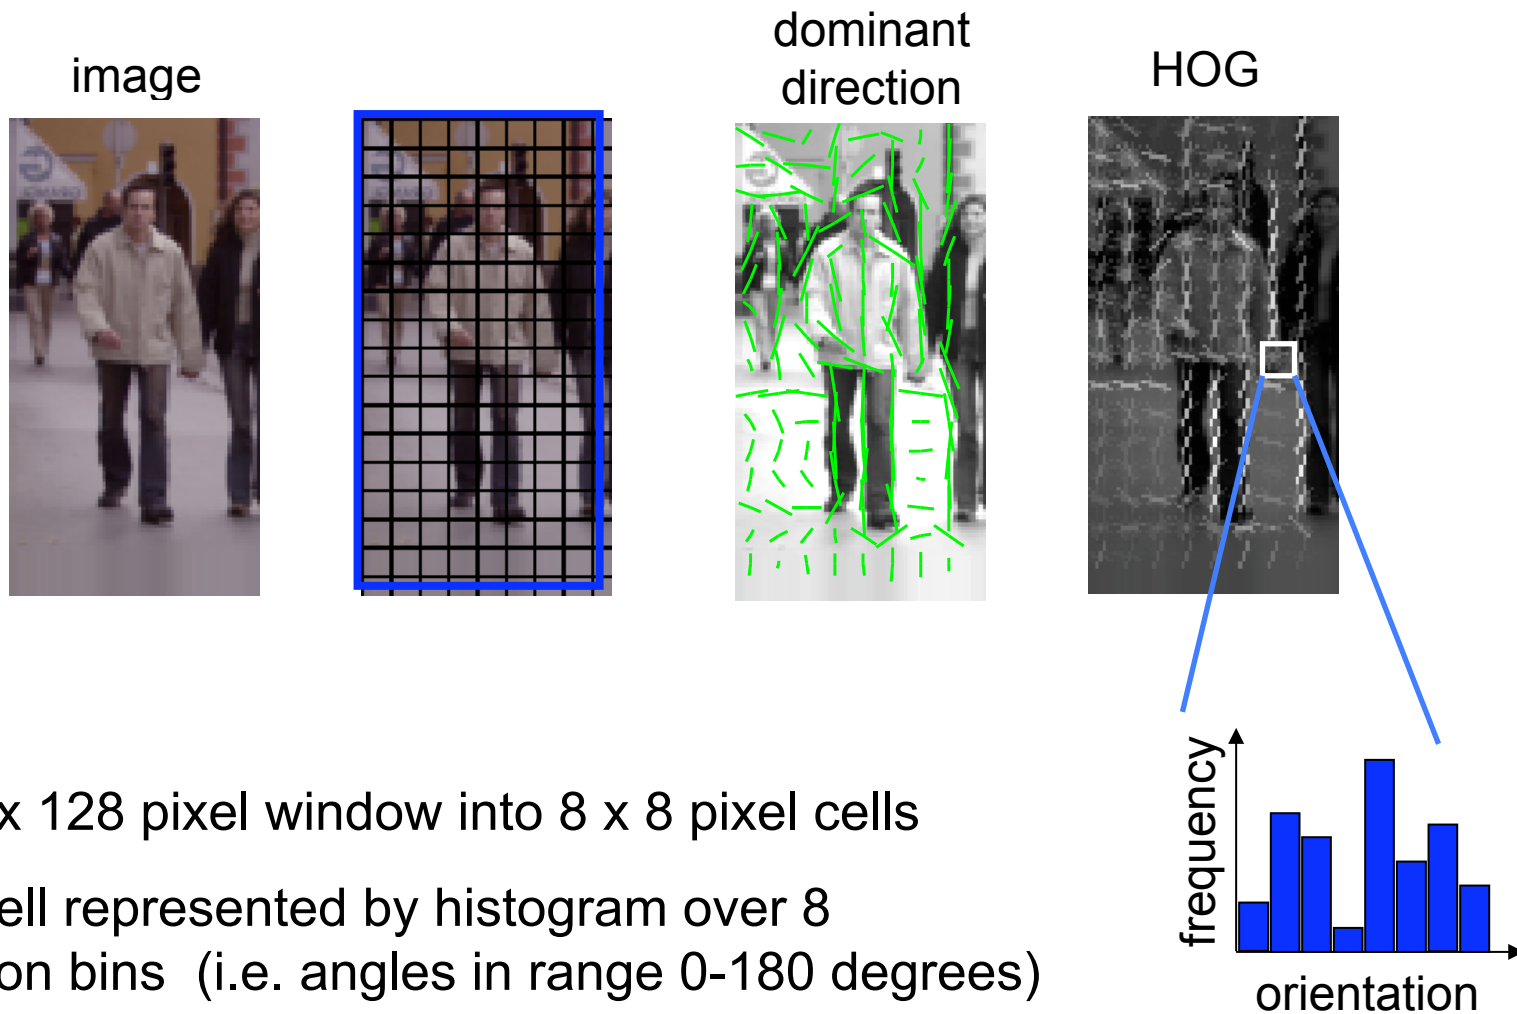 image
dominant
direction
HOG
x 128 pixel window into 8 x 8 pixel cells
ell represented by histogram over 8
on bins (i.e. angles in range 0-180 degrees)
frequency
orientation